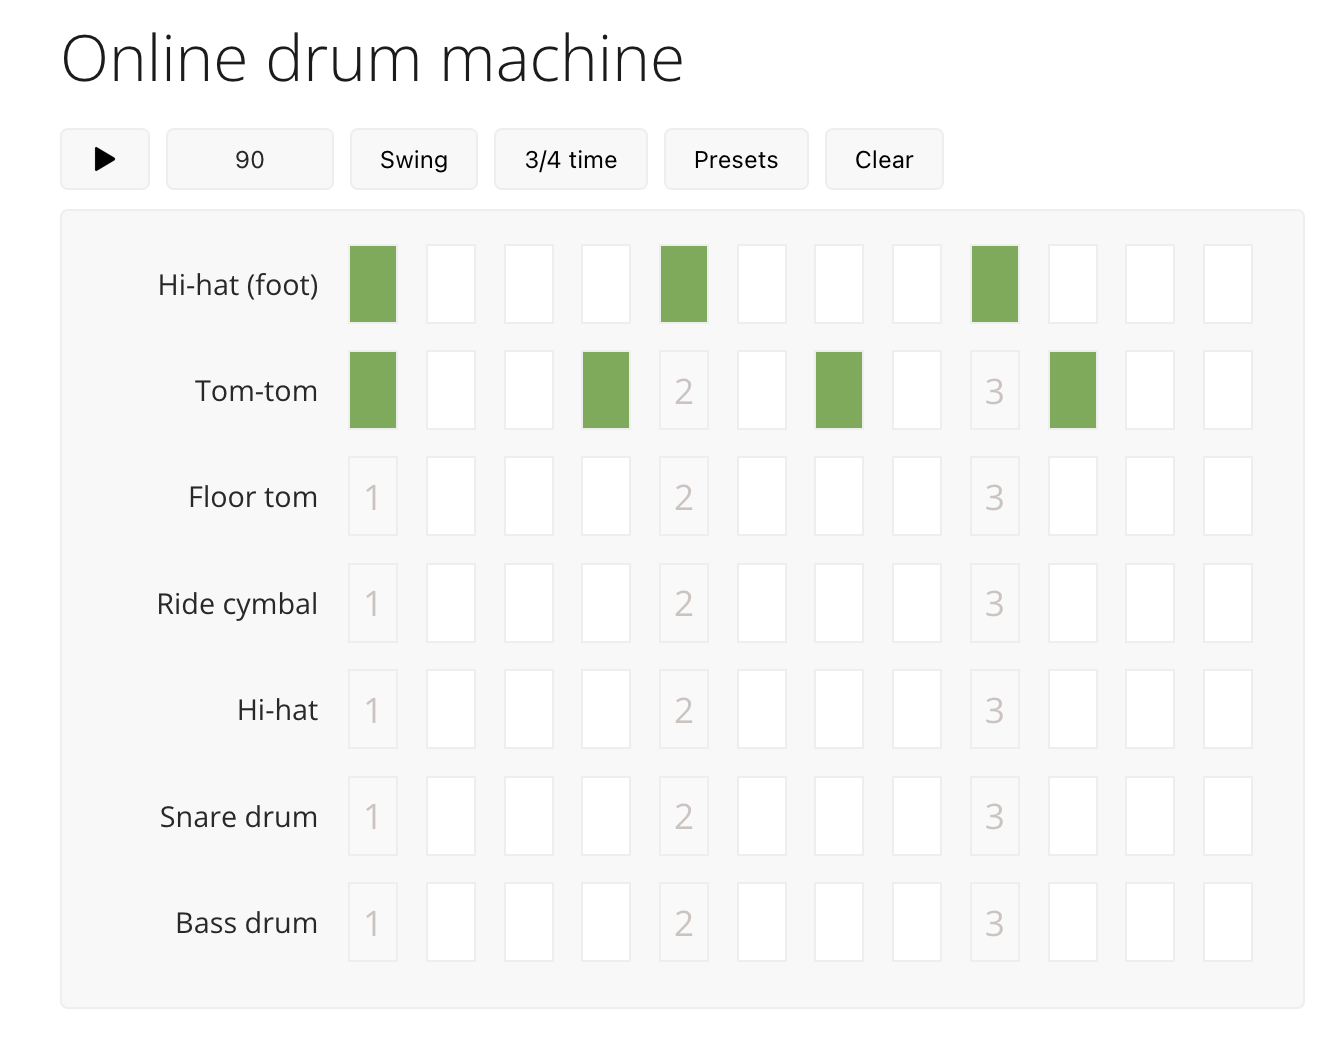 Online drum machine
90 Swing 3/4 time Presets Clear
Hi-hat (foot)
Tom-tom 2 3
Floor tom 1 2 3
Ride cymbal 1 2 3
Hi-hat 1 2 3
Snare drum 1 2 3
Bass drum 1 2 3